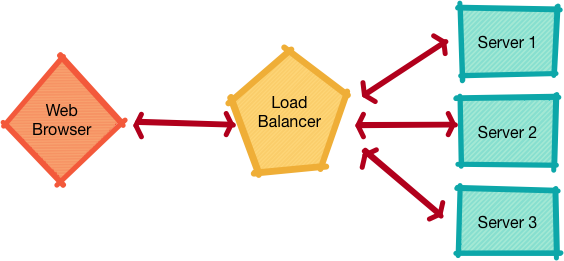 Web
Browser
Load
Balancer
Server 1
Server 2
Server 3